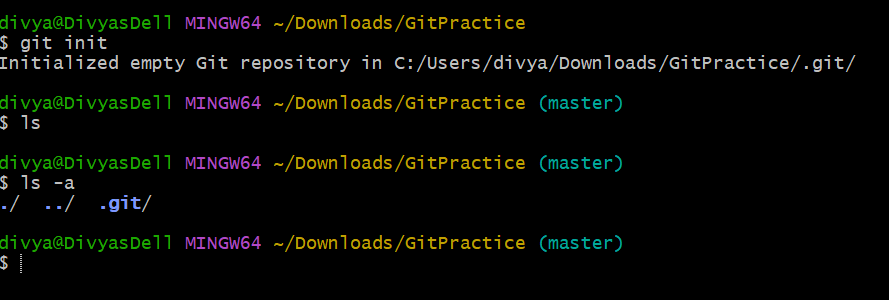 divya@DivyasDell MINGW64 ~/Downloads/GitPractice
$ git init
Initialized empty Git repository in C:/Users/divya/Downloads/GitPractice/.git/
divya@DivyasDell MINGW64 ~/Downloads/GitPractice (master)
$ ls
divya@DivyasDell MINGW64 ~/Downloads/GitPractice (master)
$ ls -a
./  ../  .git/
divya@DivyasDell MINGW64 ~/Downloads/GitPractice (master)
$